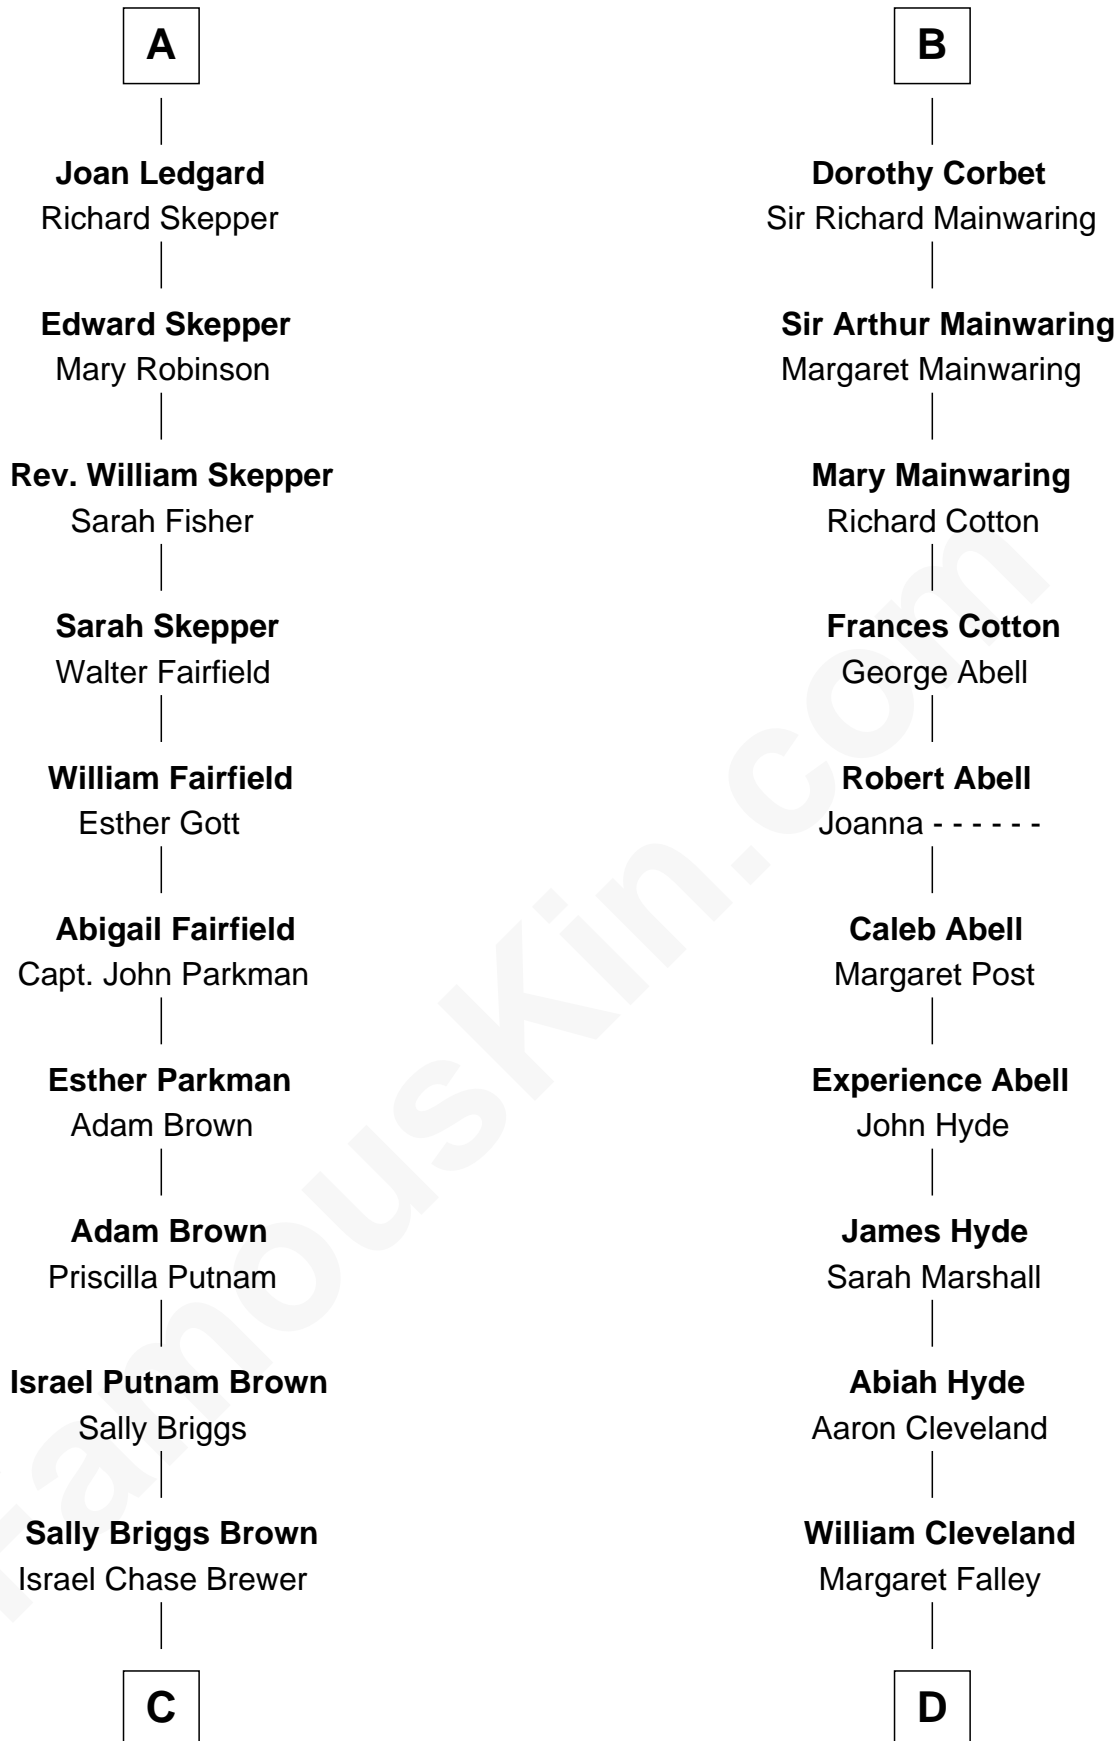 A
Joan Ledgard
Richard Skepper
Edward Skepper
Mary Robinson
Rev. William Skepper
Sarah Fisher
Sarah Skepper
Walter Fairfield
William Fairfield
Esther Gott
Abigail Fairfield
Capt. John Parkman
Esther Parkman
Adam Brown
Adam Brown
Priscilla Putnam
Israel Putnam Brown
Sally Briggs
Sally Briggs Brown
Israel Chase Brewer
C
B
Dorothy Corbet
Sir Richard Mainwaring
Sir Arthur Mainwaring
Margaret Mainwaring
Mary Mainwaring
Richard Cotton
Frances Cotton
George Abell
Robert Abell
Joanna - - - - - -
Caleb Abell
Margaret Post
Experience Abell
John Hyde
James Hyde
Sarah Marshall
Abiah Hyde
Aaron Cleveland
William Cleveland
Margaret Falley
D
FamousKin.com